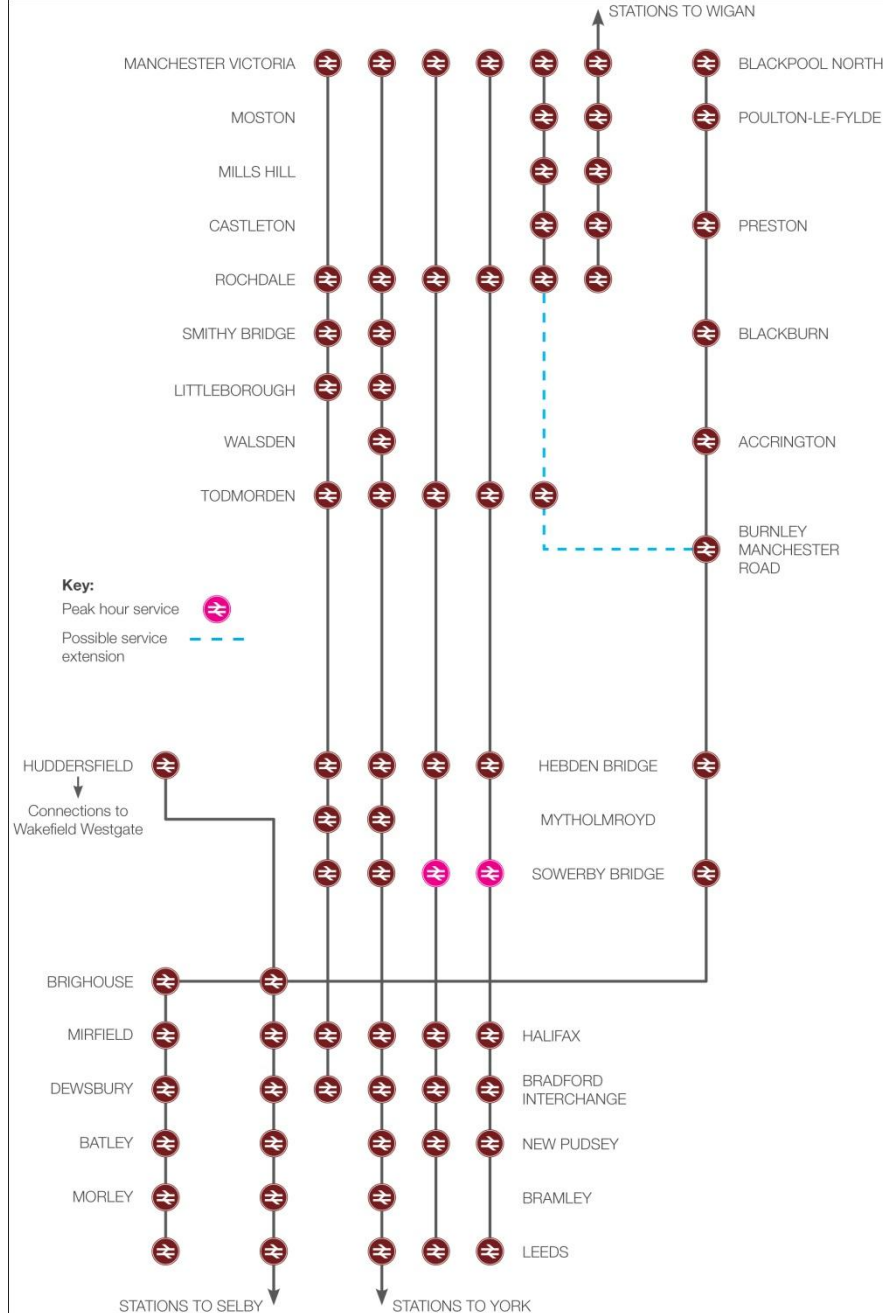 STATIONS TO WIGAN
MANCHESTER VICTORIA
BLACKPOOL NORTH
MOSTON
POULTON-LE-FYLDE
MILLS HILL
CASTLETON
PRESTON
ROCHDALE
SMITHY BRIDGE
BLACKBURN
LITTLEBOROUGH
WALSDEN
ACCRINGTON
TODMORDEN
BURNLEY
MANCHESTER
ROAD
Key:
Peak hour service
Possible service
extension
HUDDERSFIELD
HEBDEN BRIDGE
Connections to
Wakefield Westgate
MYTHOLMROYD
SOWERBY BRIDGE
BRIGHOUSE
MIRFIELD
HALIFAX
DEWSBURY
BRADFORD
INTERCHANGE
BATLEY
NEW PUDSEY
MORLEY
BRAMLEY
LEEDS
STATIONS TO SELBY
STATIONS TO YORK